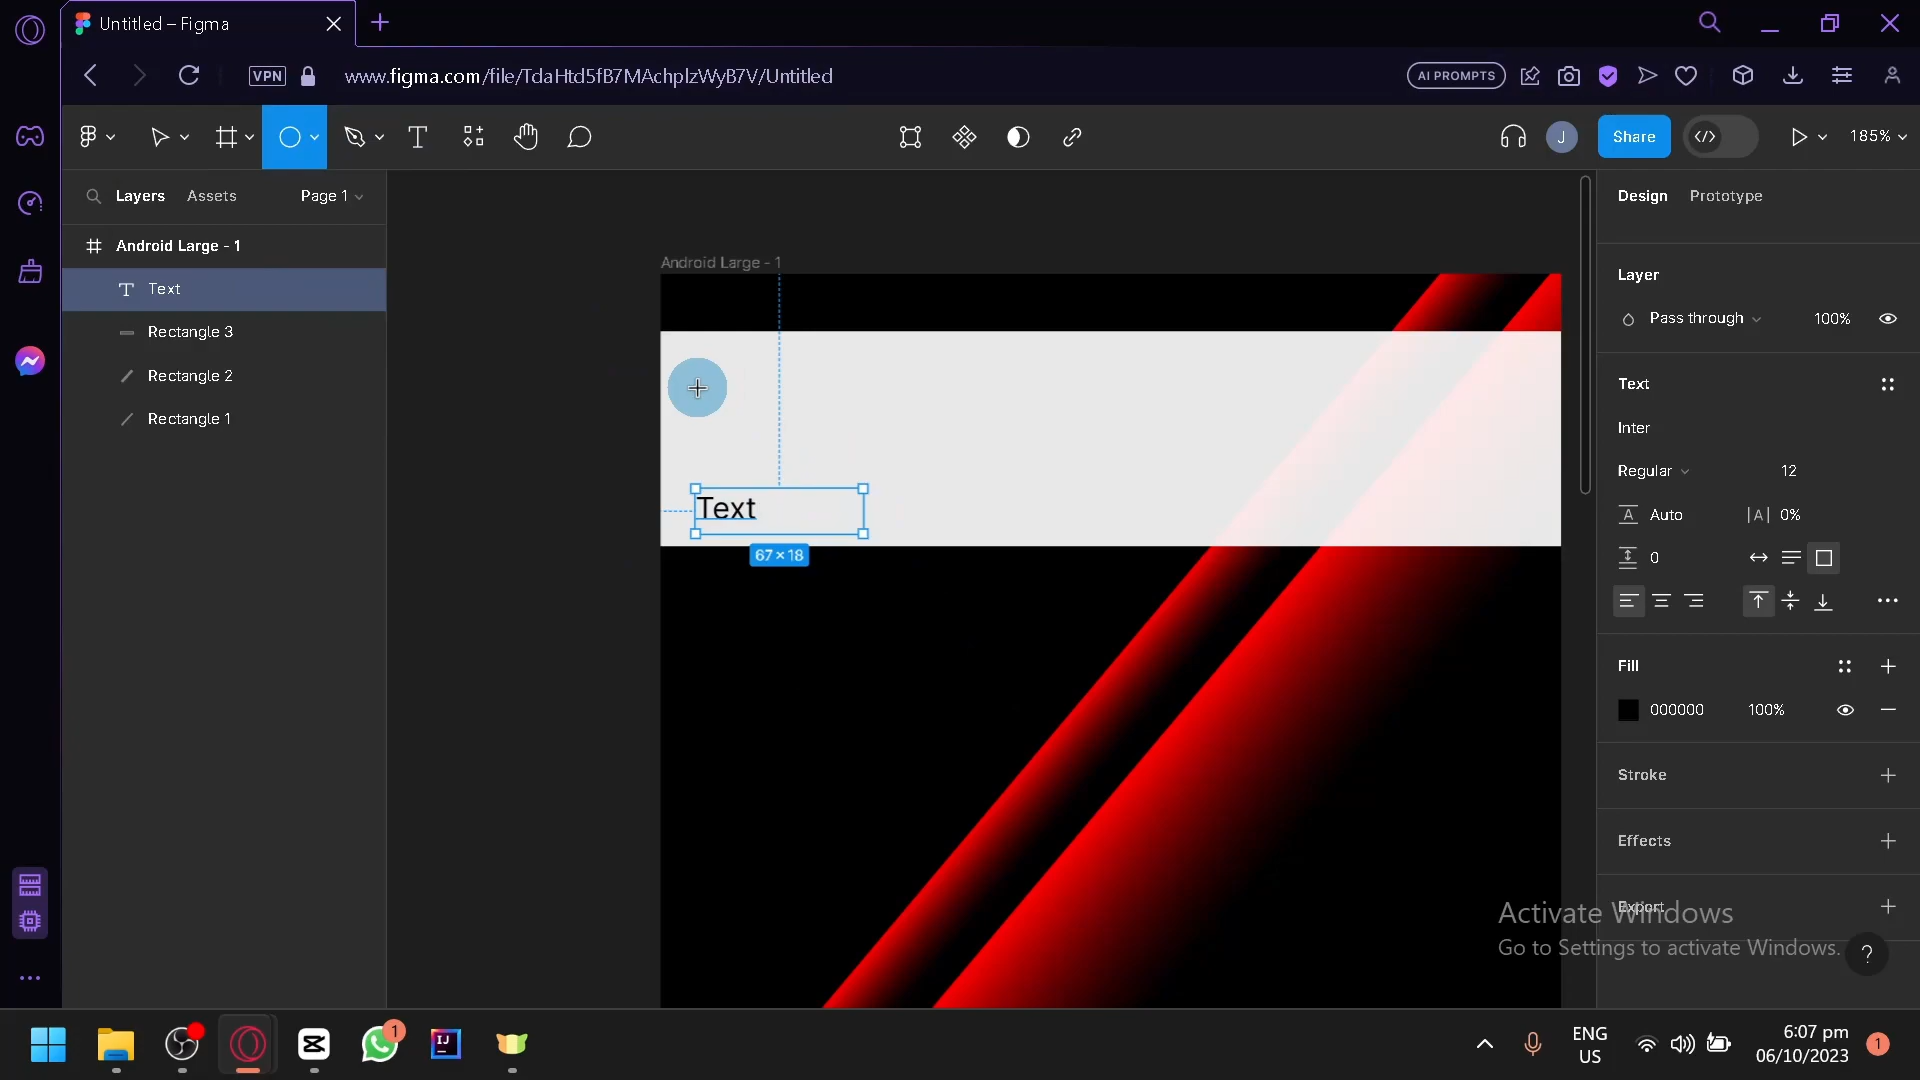 Untitled – Figma
VPN
www.figma.com/file/TdaHtd5fB7MAchplzWyB7V/Untitled
AI PROMPTS
J
Share
185%
Layers
Assets
Page 1
Design
Prototype
Android Large - 1
Text
Rectangle 3
Rectangle 2
Rectangle 1
Android Large - 1
Text
67 × 18
Layer
Pass through
100%
Text
Inter
Regular
12
A
Auto
|A|
0%
0
Fill
000000
100%
Stroke
Effects
Export
Activate Windows
Go to Settings to activate Windows.
?
1
IJ
ENG
US
6:07 pm
06/10/2023
1